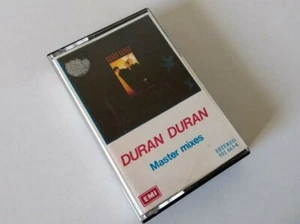 DURAN DURAN
Master mixes
ESTEREO
EMI